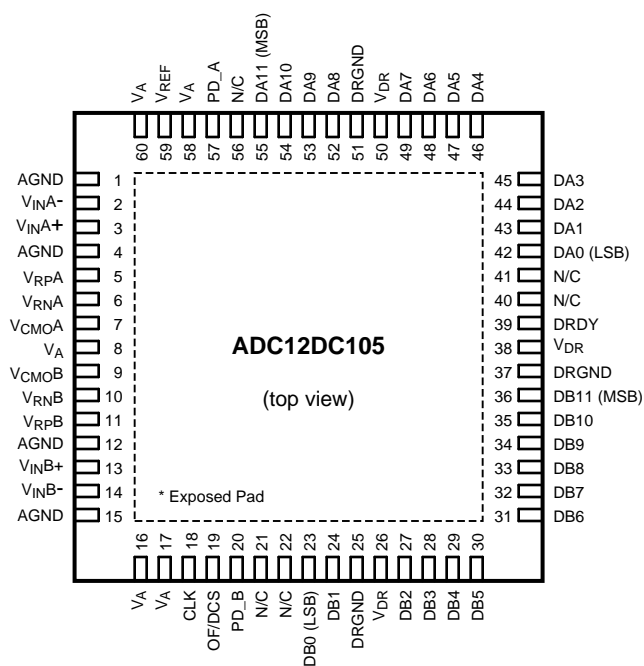 VA
VREF
VA
PD_A
N/C
DA11 (MSB)
DA10
DA9
DA8
DRGND
VDR
DA7
DA6
DA5
DA4
60
59
58
57
56
55
54
53
52
51
50
49
48
47
46
AGND 1
VINA- 2
VINA+ 3
AGND 4
VRPA 5
VRNA 6
VCMOA 7
VA 8
VCMOB 9
VRNB 10
VRPB 11
AGND 12
VINB+ 13
VINB- 14
AGND 15
ADC12DC105
(top view)
* Exposed Pad
45 DA3
44 DA2
43 DA1
42 DA0 (LSB)
41 N/C
40 N/C
39 DRDY
38 VDR
37 DRGND
36 DB11 (MSB)
35 DB10
34 DB9
33 DB8
32 DB7
31 DB6
16
17
18
19
20
21
22
23
24
25
26
27
28
29
30
VA
VA
CLK
OF/DCS
PD_B
N/C
N/C
DB0 (LSB)
DB1
DRGND
VDR
DB2
DB3
DB4
DB5